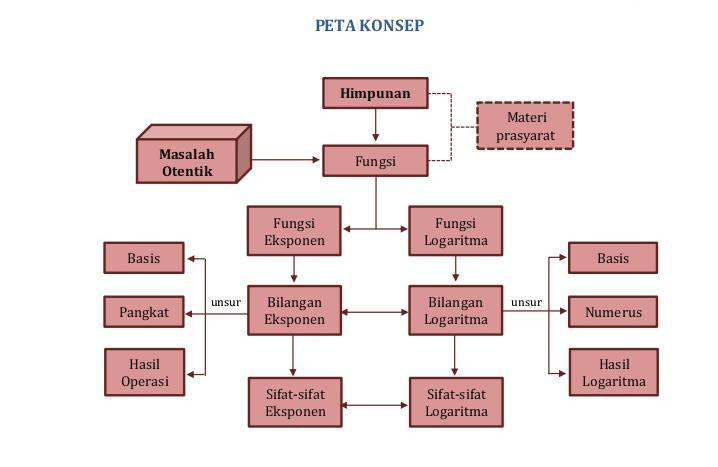 PETA KONSEP
Himpunan
Materi
prasyarat
Masalah
Otentik
Fungsi
Fungsi
Eksponen
Fungsi
Logaritma
Basis
Basis
unsur
Bilangan
Eksponen
Bilangan
Logaritma
unsur
Pangkat
Numerus
Hasil
Operasi
Hasil
Logaritma
Sifat-sifat
Eksponen
Sifat-sifat
Logaritma